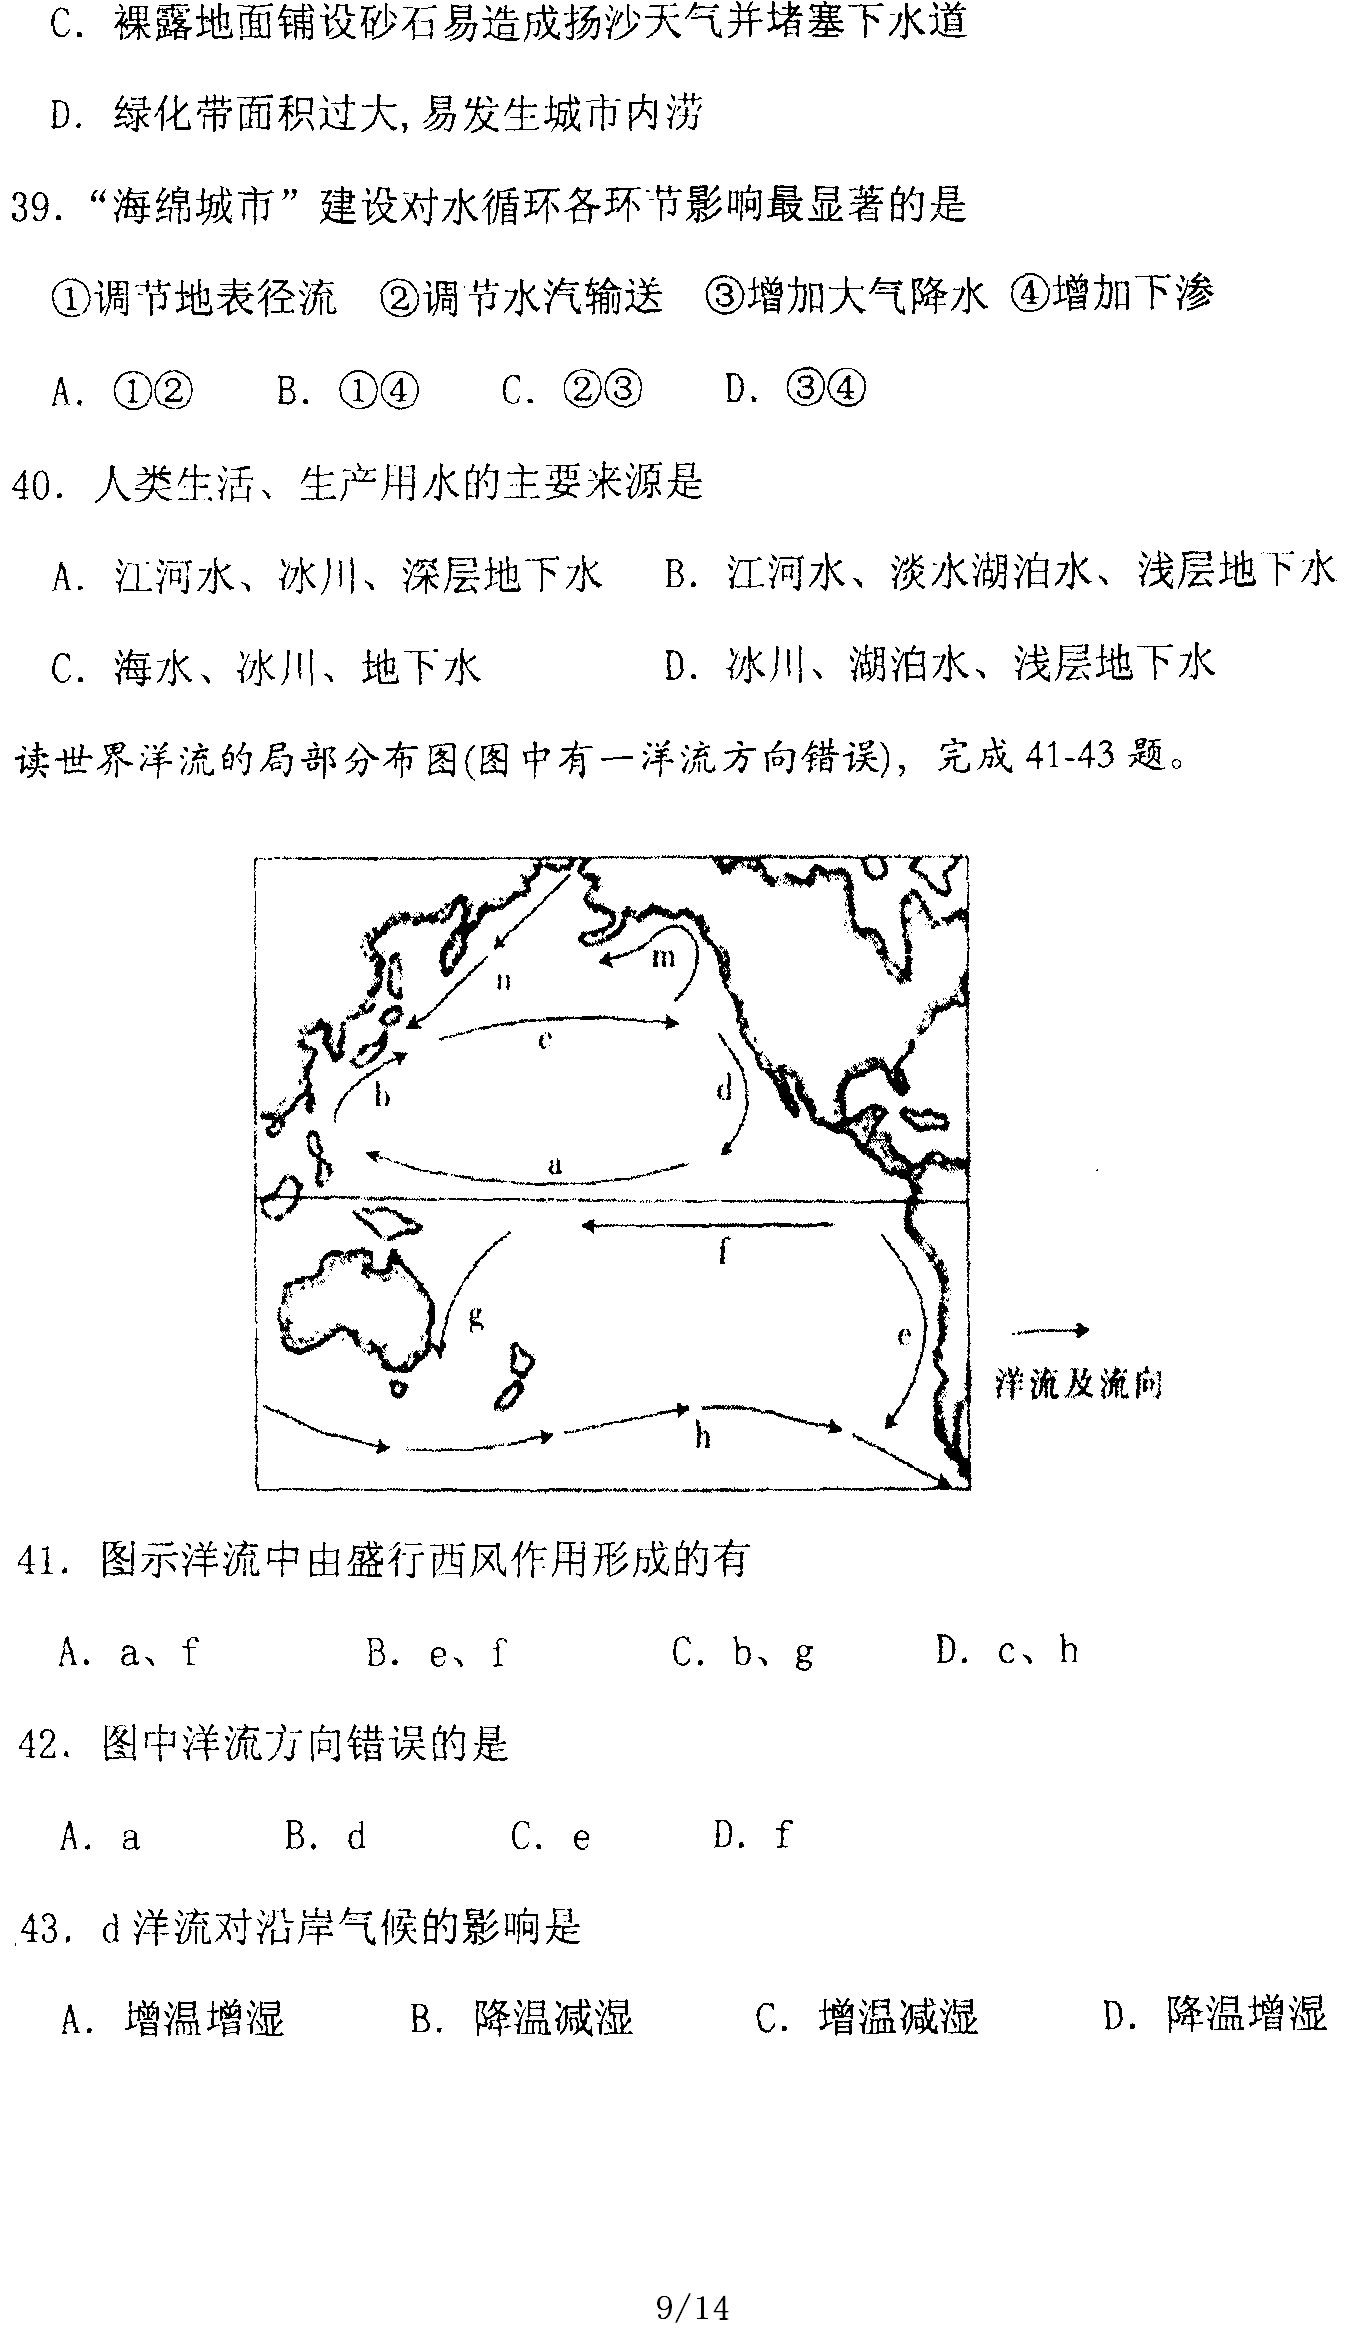 C. 裸露地面铺设砂石易造成扬沙天气并堵塞下水道
D. 绿化带面积过大,易发生城市内涝
39. “海绵城市”建设对水循环各环节影响最显著的是
①调节地表径流 ②调节水汽输送 ③增加大气降水 ④增加下渗
A. ①② B. ①④ C. ②③ D. ③④
40. 人类生活、生产用水的主要来源是
A. 江河水、冰川、深层地下水 B. 江河水、淡水湖泊水、浅层地下水
C. 海水、冰川、地下水 D. 冰川、湖泊水、浅层地下水
读世界洋流的局部分布图(图中有一洋流方向错误)，完成 41-43 题。
m
n
c
b
d
a
f
g
e
洋流及流向
h
41. 图示洋流中由盛行西风作用形成的有
A. a、f B. e、f C. b、g D. c、h
42. 图中洋流方向错误的是
A. a B. d C. e D. f
43. d 洋流对沿岸气候的影响是
A. 增温增湿 B. 降温减湿 C. 增温减湿 D. 降温增湿
9/14